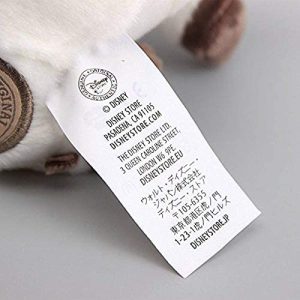 Disney
© DISNEY
DISNEY STORE
PASADENA, CA 91105
DISNEYSTORE.COM
THE DISNEY STORE LTD.
3 QUEEN CAROLINE STREET,
LONDON W6 9PE.
DISNEYSTORE.EU
ウォルト・ディズニー・
ジャパン株式会社
ディズニー・ストア
〒105-6355
東京都港区虎ノ門
1-23-1虎ノ門ヒルズ
DISNEYSTORE.JP